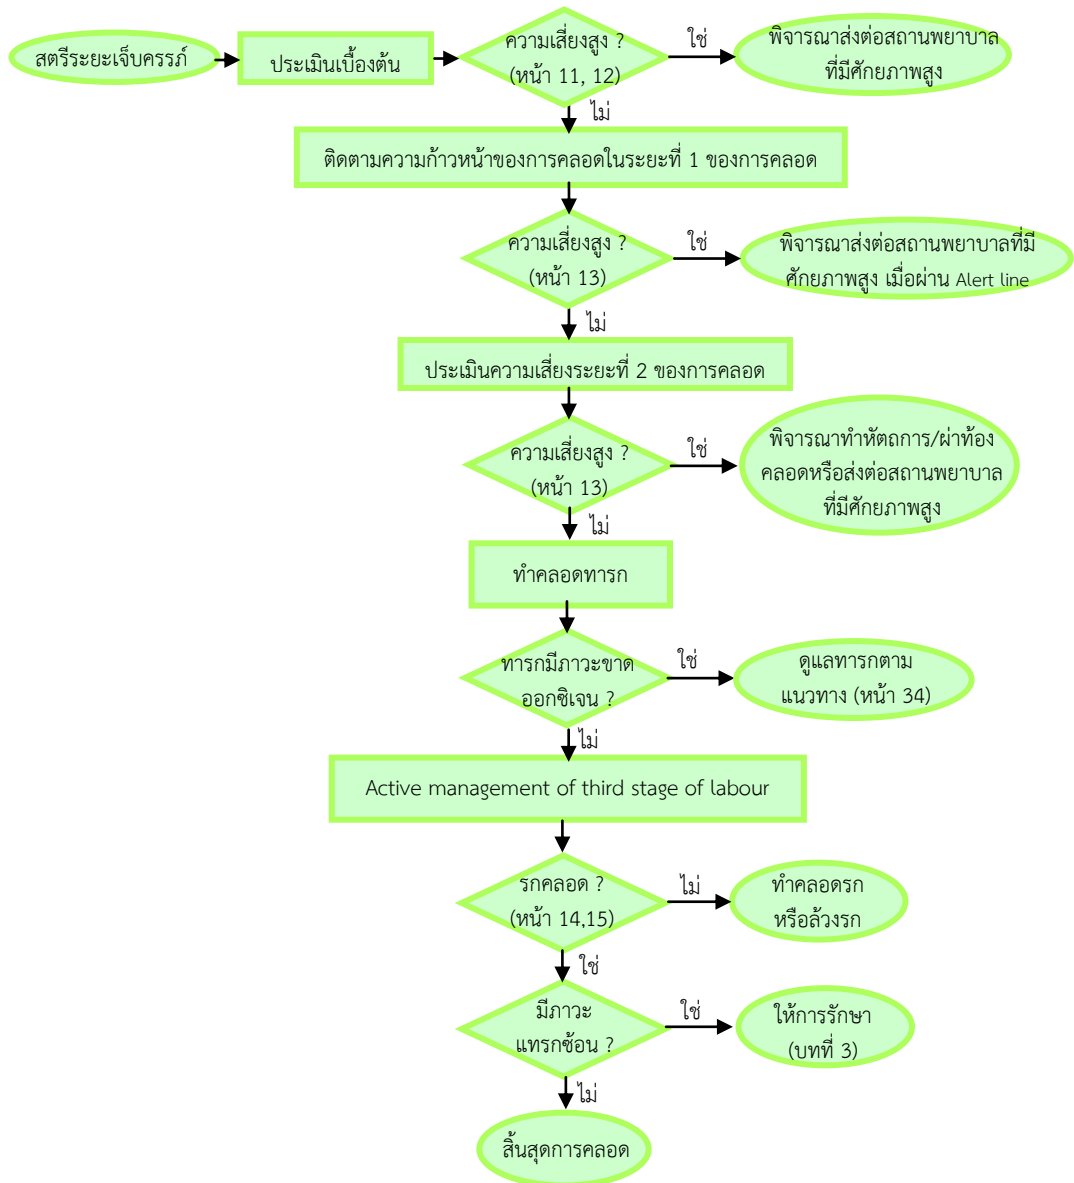 สตรีระยะเจ็บครรภ์
ประเมินเบื้องต้น
ความเสี่ยงสูง ?
(หน้า 11, 12)
ใช่
พิจารณาส่งต่อสถานพยาบาล
ที่มีศักยภาพสูง
ไม่
ติดตามความก้าวหน้าของการคลอดในระยะที่ 1 ของการคลอด
ความเสี่ยงสูง ?
(หน้า 13)
ใช่
พิจารณาส่งต่อสถานพยาบาลที่มี
ศักยภาพสูง เมื่อผ่าน Alert line
ไม่
ประเมินความเสี่ยงระยะที่ 2 ของการคลอด
ความเสี่ยงสูง ?
(หน้า 13)
ใช่
พิจารณาทำหัตถการ/ผ่าท้อง
คลอดหรือส่งต่อสถานพยาบาล
ที่มีศักยภาพสูง
ไม่
ทำคลอดทารก
ทารกมีภาวะขาด
ออกซิเจน ?
ใช่
ดูแลทารกตาม
แนวทาง (หน้า 34)
ไม่
Active management of third stage of labour
รกคลอด ?
(หน้า 14,15)
ไม่
ทำคลอดรก
หรือล้วงรก
ใช่
มีภาวะ
แทรกซ้อน ?
ใช่
ให้การรักษา
(บทที่ 3)
ไม่
สิ้นสุดการคลอด